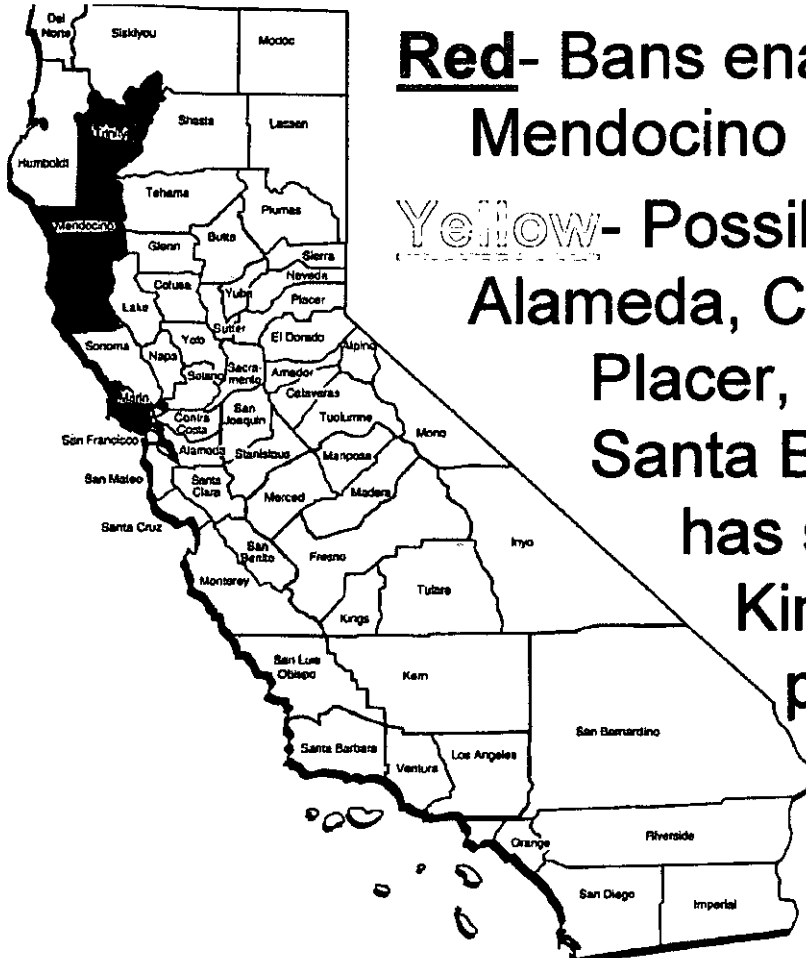 Del
Norte
Siskiyou
Modoc
Trinity
Shasta
Lassen
Humboldt
Tehama
Plumas
Mendocino
Glenn
Butte
Sierra
Nevada
Colusa
Yuba
Placer
Lake
Sutter
El Dorado
Alpine
Sonoma
Napa
Yolo
Sacra-
mento
Amador
Solano
Calaveras
Marin
Contra
Costa
San
Joaquin
Tuolumne
Mono
San Francisco
Alameda
Stanislaus
Mariposa
San Mateo
Santa
Clara
Merced
Madera
Santa Cruz
San
Benito
Fresno
Inyo
Monterey
Kings
Tulare
San Luis
Obispo
Kern
Santa Barbara
Ventura
Los Angeles
San Bernardino
Orange
Riverside
San Diego
Imperial
Red- Bans ena
Mendocino
Yellow- Possil
Alameda, C
Placer,
Santa B
has s
Kin
p